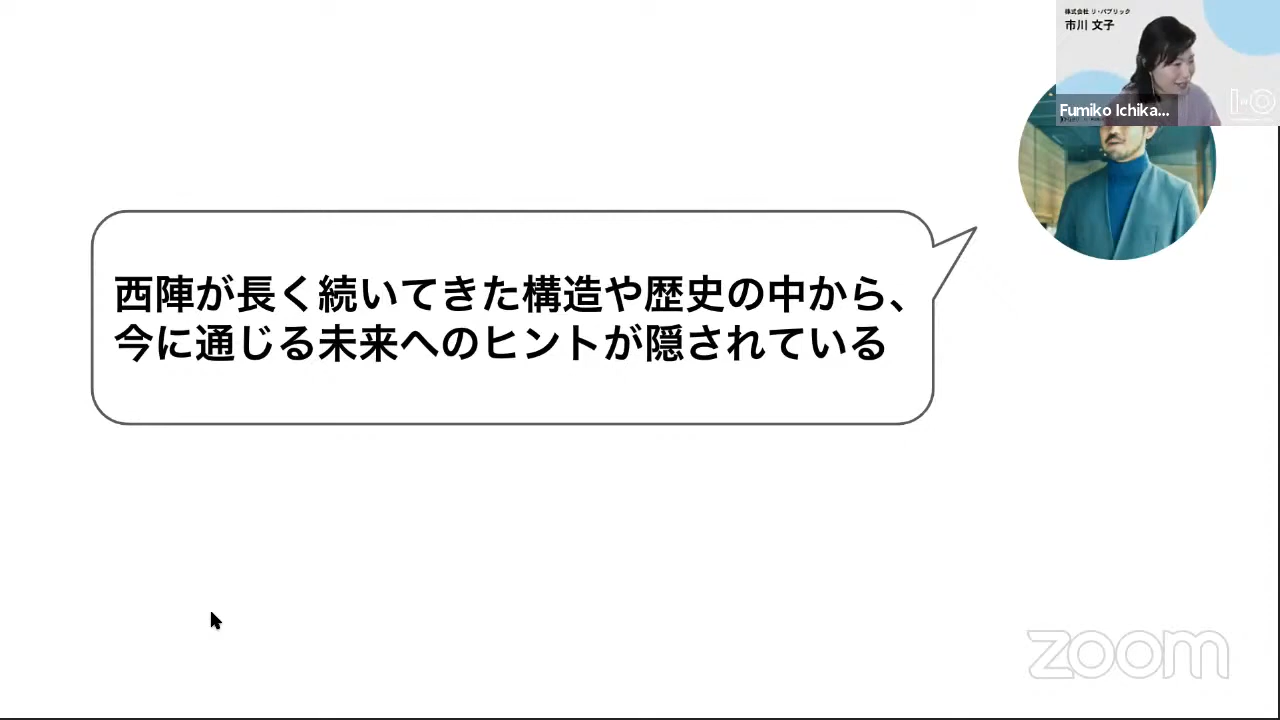 株式会社 リ・パブリック
市川 文子
Fumiko Ichika...
西陣が長く続いてきた構造や歴史の中から、
今に通じる未来へのヒントが隠されている
zoom